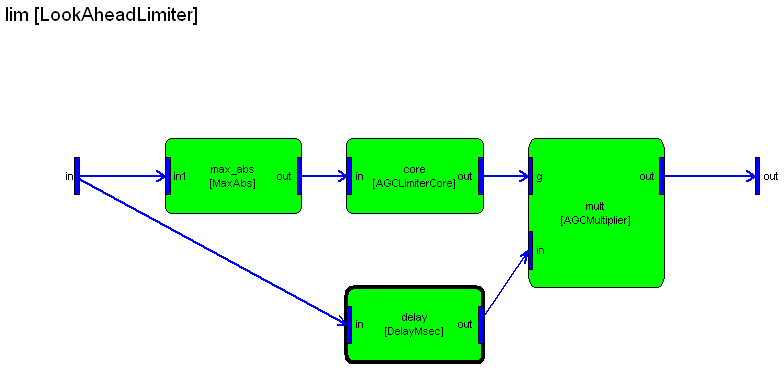 lim [LookAheadLimiter]
in
in1
max_abs
[MaxAbs]
out
in
core
[AGCLimiterCore]
out
g
in
mult
[AGCMultiplier]
out
out
in
delay
[DelayMsec]
out